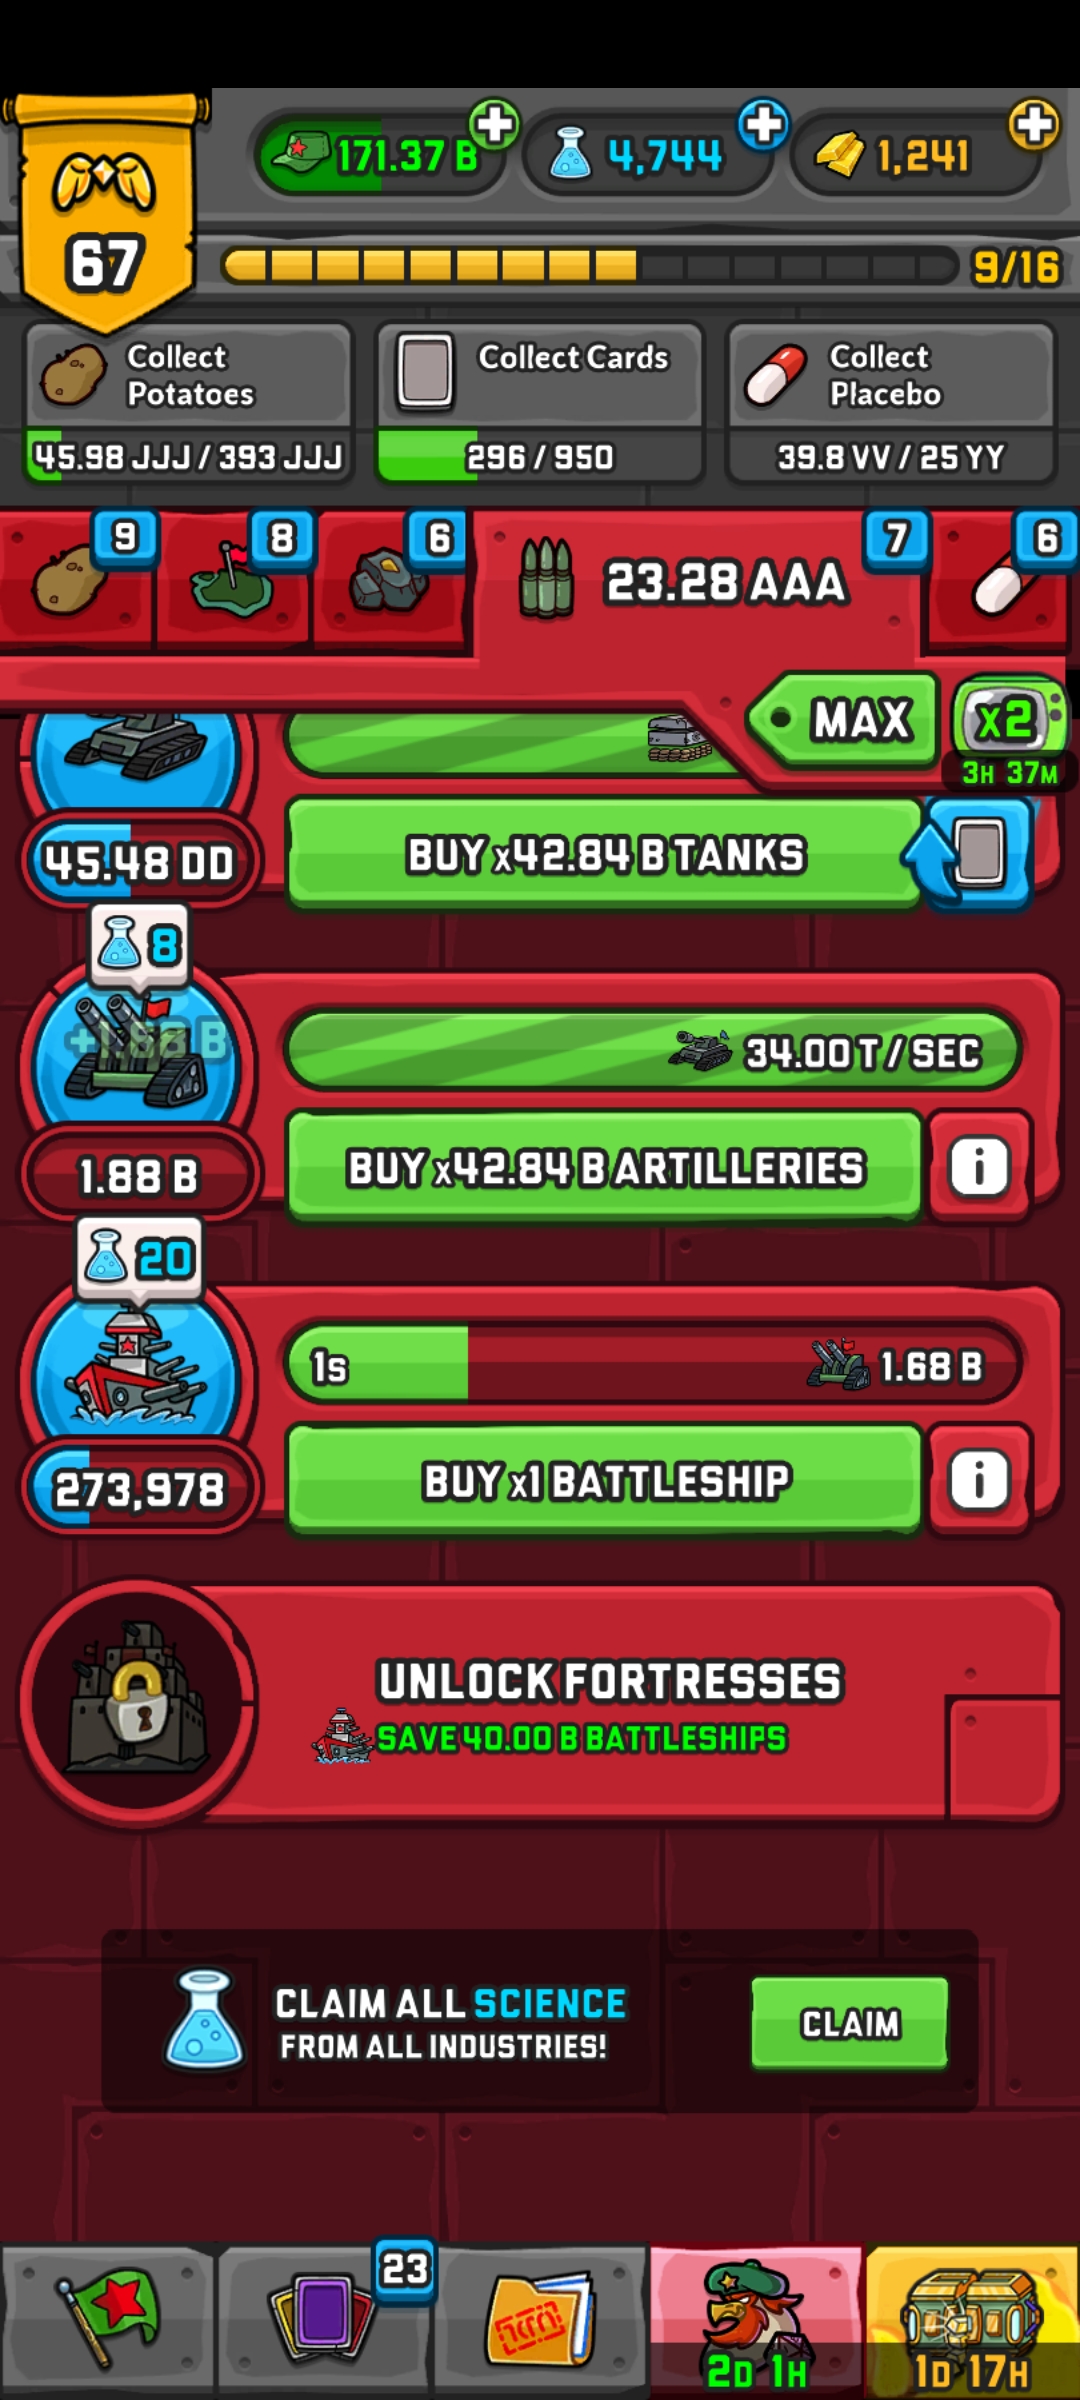 171.37 B
4,744
1,241
67
9/16
Collect
Potatoes
45.98 JJJ / 393 JJJ
Collect Cards
296 / 950
Collect
Placebo
39.8 VV / 25 YY
9
8
6
23.28 AAA
7
6
MAX
x2
3H 37M
45.48 DD
BUY x42.84 B TANKS
8
+1.68 B
34.00 T / SEC
1.88 B
BUY x42.84 B ARTILLERIES
i
20
1s
1.68 B
273,978
BUY x1 BATTLESHIP
i
UNLOCK FORTRESSES
SAVE 40.00 B BATTLESHIPS
CLAIM ALL SCIENCE
FROM ALL INDUSTRIES!
CLAIM
23
2D 1H
1D 17H